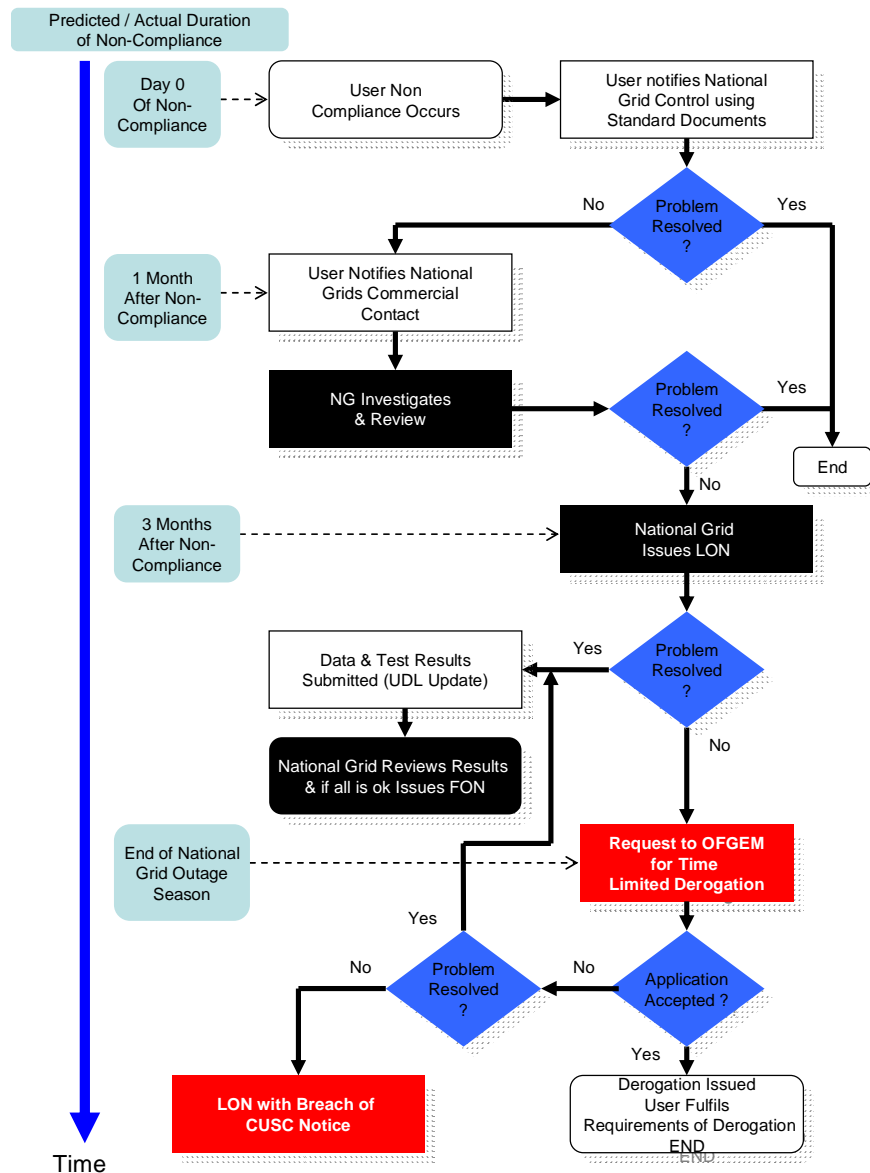 Predicted / Actual Duration
of Non-Compliance
Day 0
Of Non-
Compliance
User Non
Compliance Occurs
User notifies National
Grid Control using
Standard Documents
No
Problem
Resolved
?
Yes
1 Month
After Non-
Compliance
User Notifies National
Grids Commercial
Contact
NG Investigates
& Review
Problem
Resolved
?
Yes
End
No
3 Months
After Non-
Compliance
National Grid
Issues LON
Data & Test Results
Submitted (UDL Update)
Yes
Problem
Resolved
?
No
National Grid Reviews Results
& if all is ok Issues FON
End of National
Grid Outage
Season
Request to OFGEM
for Time
Limited Derogation
Yes
No
Problem
Resolved
?
No
Application
Accepted ?
Yes
LON with Breach of
CUSC Notice
Derogation Issued
User Fulfils
Requirements of Derogation
END
END
Time